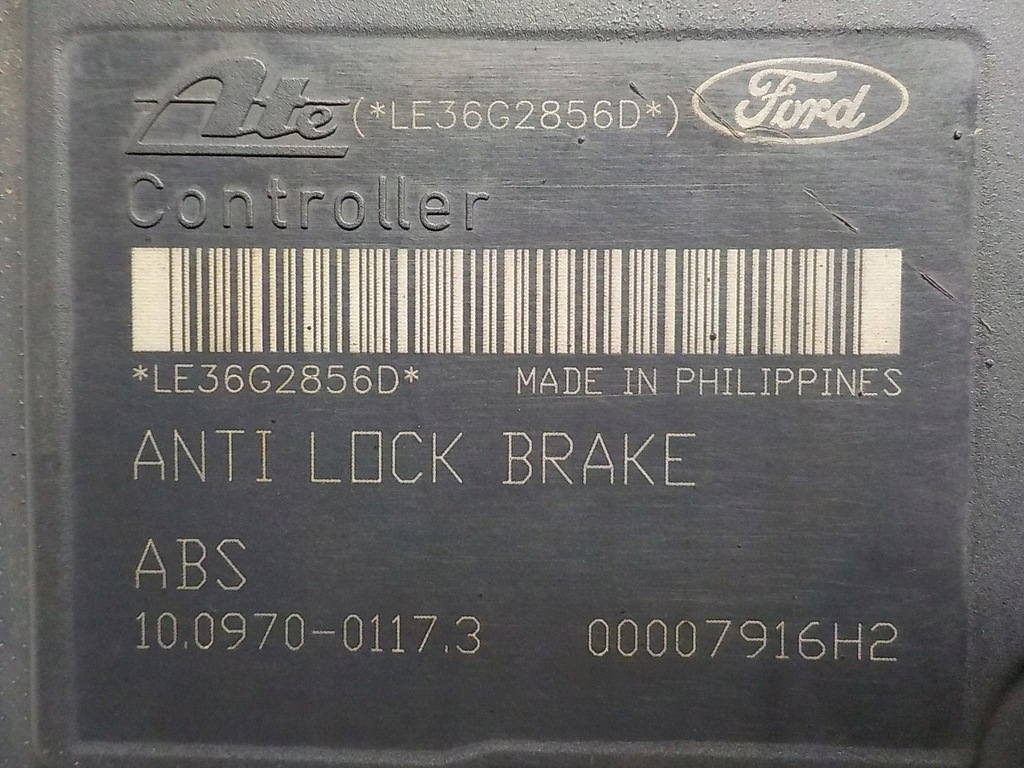 Ate (*LE36G2856D*) Ford
Controller
*LE36G2856D* MADE IN PHILIPPINES
ANTI LOCK BRAKE
ABS
10.0970-0117.3 00007916H2